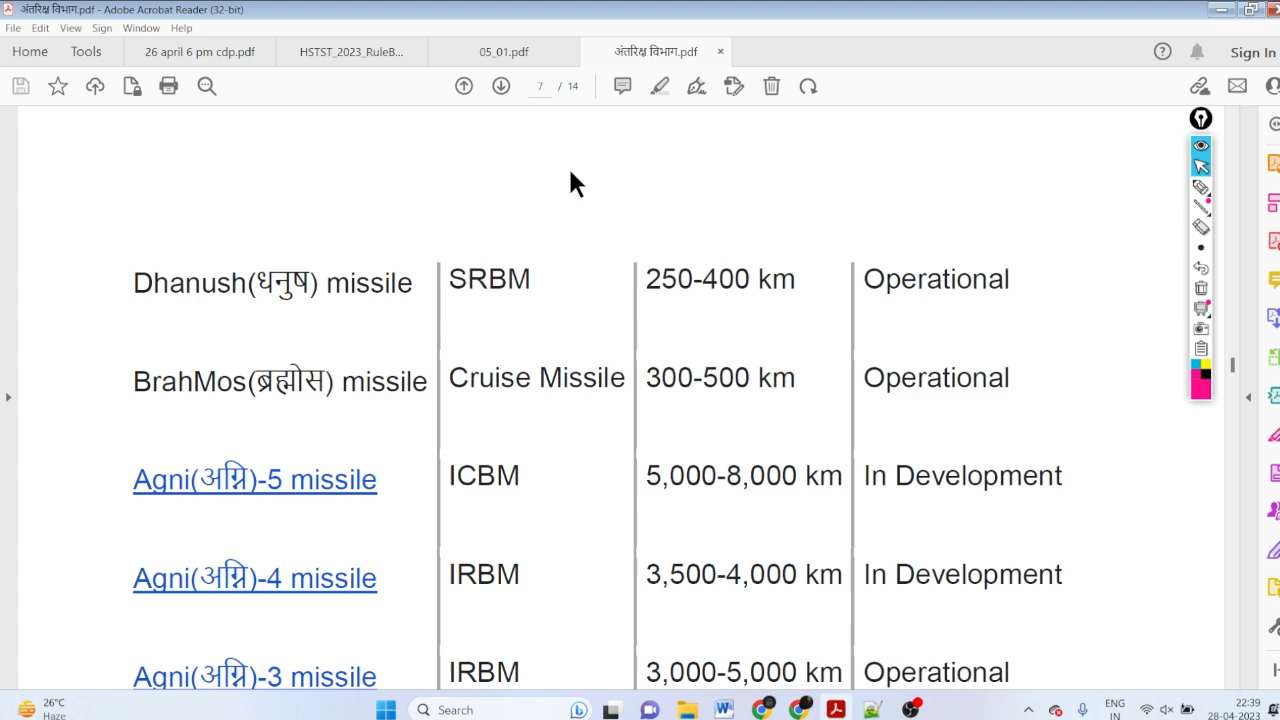 अंतरिक्ष विभाग.pdf - Adobe Acrobat Reader (32-bit)
File Edit View Sign Window Help
Home Tools 26 april 6 pm cdp.pdf HSTST_2023_RuleB... 05_01.pdf अंतरिक्ष विभाग.pdf × Sign In
7 / 14
Dhanush(धनुष) missile SRBM 250-400 km Operational
BrahMos(ब्रह्मोस) missile Cruise Missile 300-500 km Operational
Agni(अग्नि)-5 missile ICBM 5,000-8,000 km In Development
Agni(अग्नि)-4 missile IRBM 3,500-4,000 km In Development
Agni(अग्नि)-3 missile IRBM 3,000-5,000 km Operational
26°C
Haze
Search
ENG
IN
22:39
28-04-2023